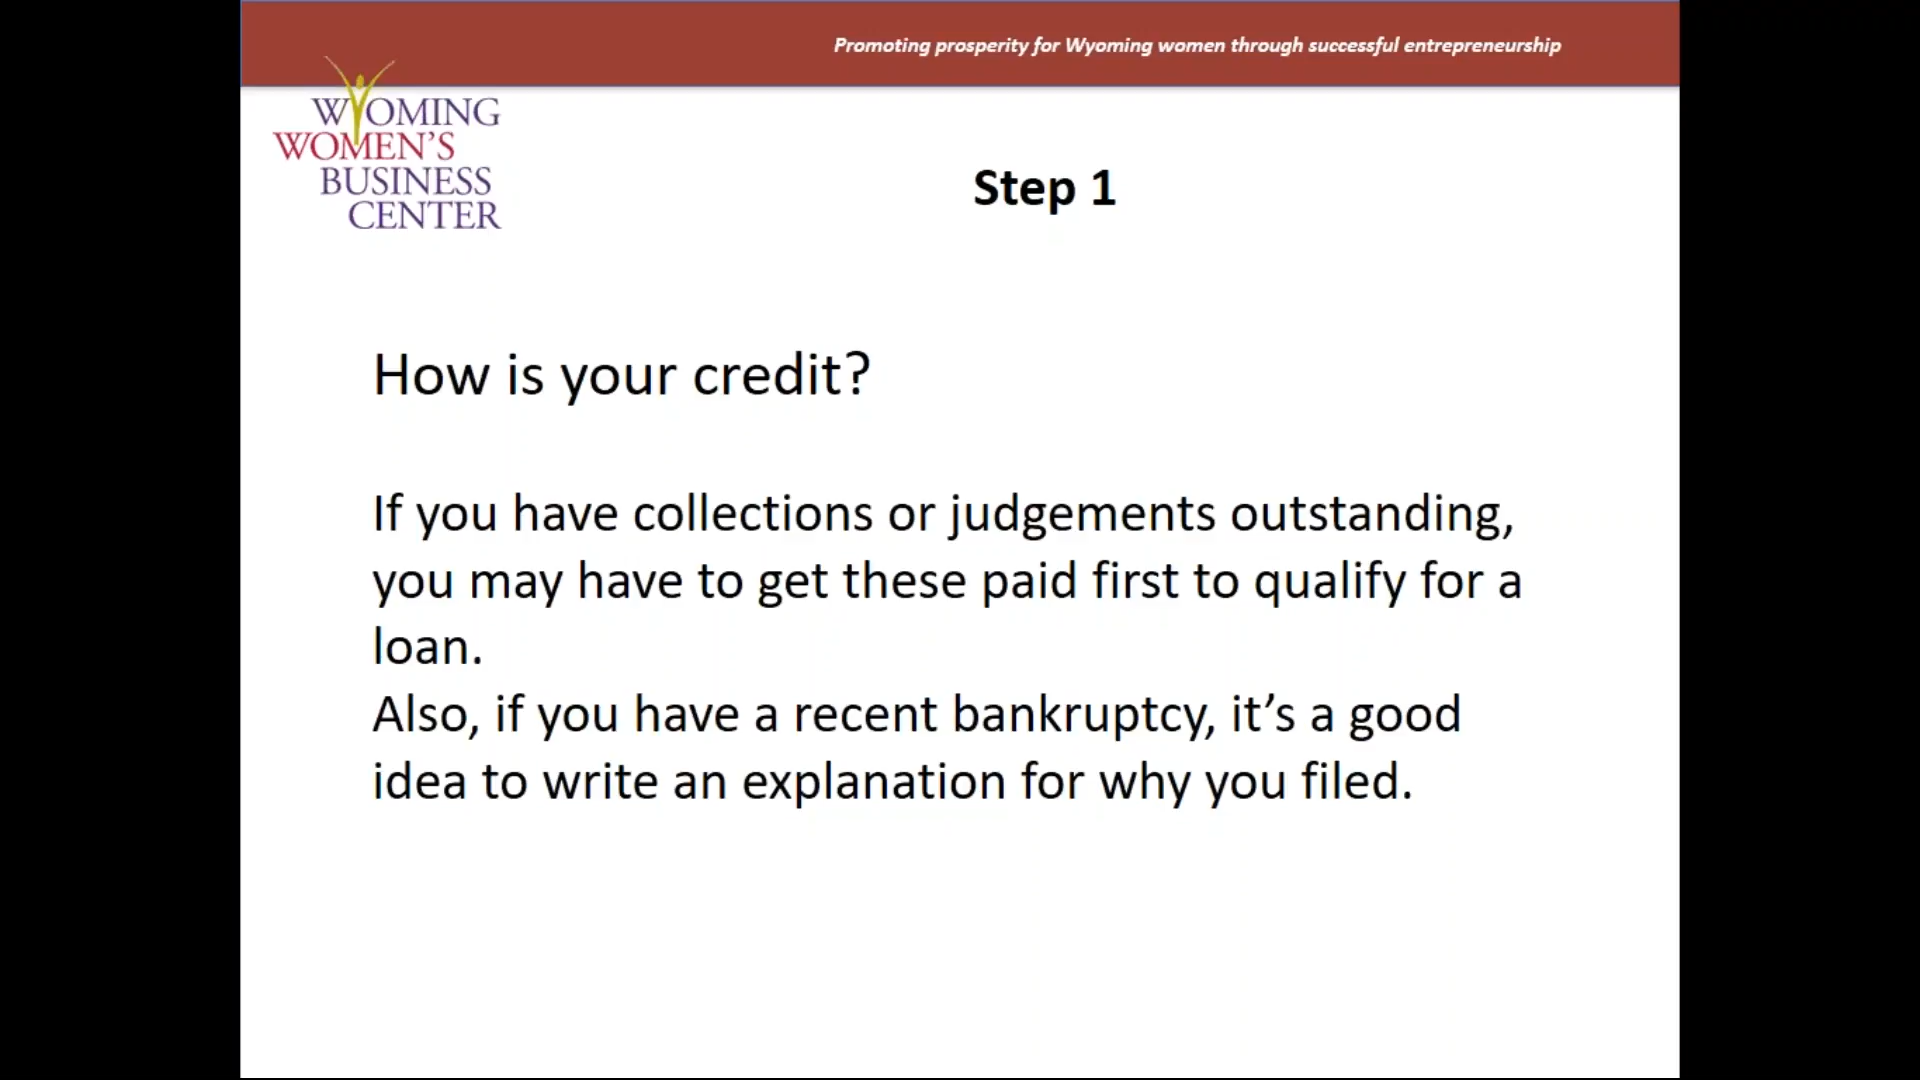 Promoting prosperity for Wyoming women through successful entrepreneurship
WYOMING
WOMEN'S
BUSINESS
CENTER
Step 1
How is your credit?
If you have collections or judgements outstanding,
you may have to get these paid first to qualify for a
loan.
Also, if you have a recent bankruptcy, it’s a good
idea to write an explanation for why you filed.